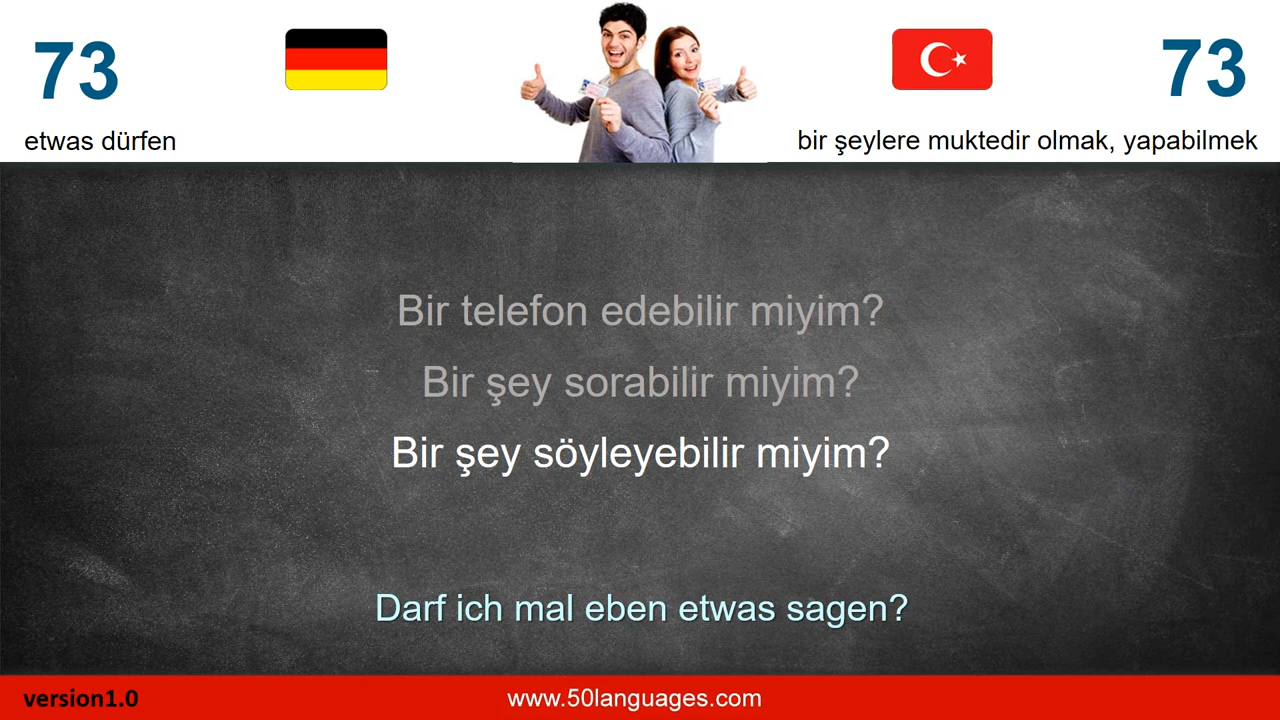 73
73
etwas dürfen
bir şeylere muktedir olmak, yapabilmek
Bir telefon edebilir miyim?
Bir şey sorabilir miyim?
Bir şey söyleyebilir miyim?
Darf ich mal eben etwas sagen?
version1.0
www.50languages.com